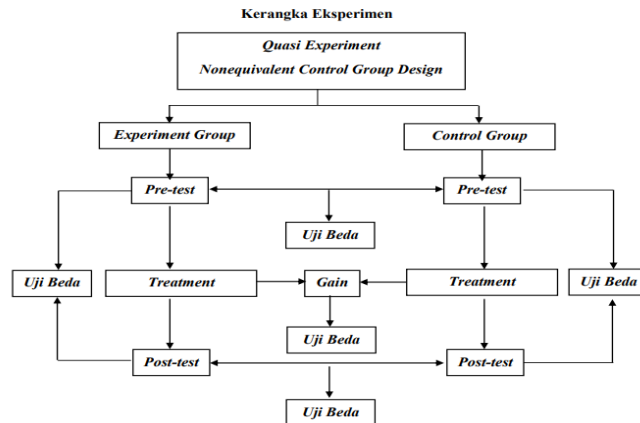 Kerangka Eksperimen
Quasi Experiment
Nonequivalent Control Group Design
Experiment Group
Control Group
Pre-test
Pre-test
Uji Beda
Uji Beda
Treatment
Gain
Treatment
Uji Beda
Uji Beda
Post-test
Post-test
Uji Beda